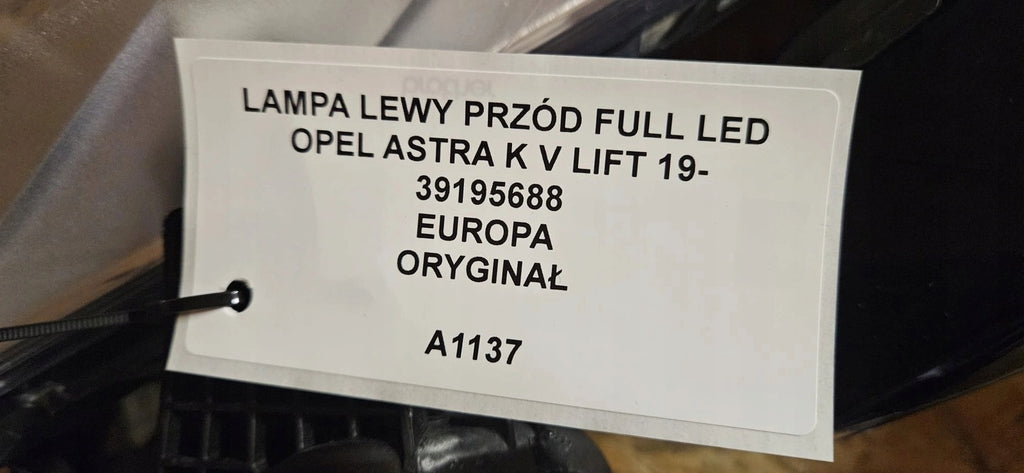 LAMPA LEWY PRZÓD FULL LED
OPEL ASTRA K V LIFT 19-
39195688
EUROPA
ORYGINAŁ
A1137